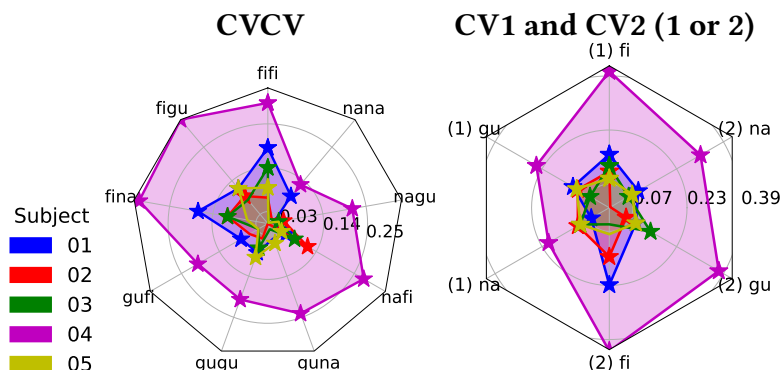 CVCV
CV1 and CV2 (1 or 2)
fifi
nana
nagu
nafi
guna
gugu
gufi
fina
figu
0.03
0.14
0.25
(1) fi
(2) na
(2) gu
(2) fi
(1) na
(1) gu
0.07
0.23
0.39
Subject
01
02
03
04
05